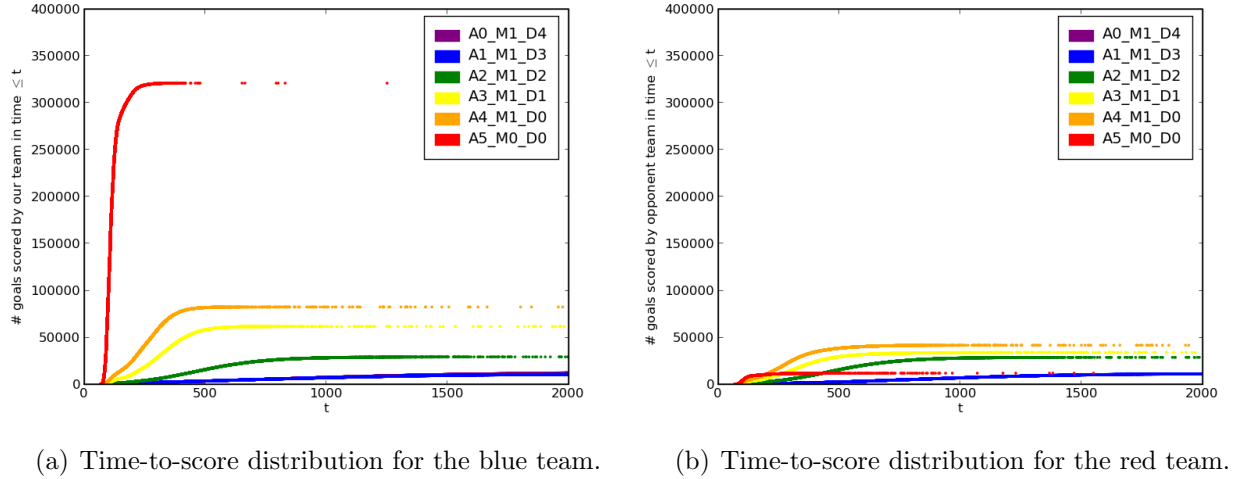 400000
350000
300000
250000
200000
150000
100000
50000
0
# goals scored by our team in time ≤ t
0 500 1000 1500 2000
t
A0_M1_D4
A1_M1_D3
A2_M1_D2
A3_M1_D1
A4_M1_D0
A5_M0_D0
(a) Time-to-score distribution for the blue team.
400000
350000
300000
250000
200000
150000
100000
50000
0
# goals scored by opponent team in time ≤ t
0 500 1000 1500 2000
t
A0_M1_D4
A1_M1_D3
A2_M1_D2
A3_M1_D1
A4_M1_D0
A5_M0_D0
(b) Time-to-score distribution for the red team.